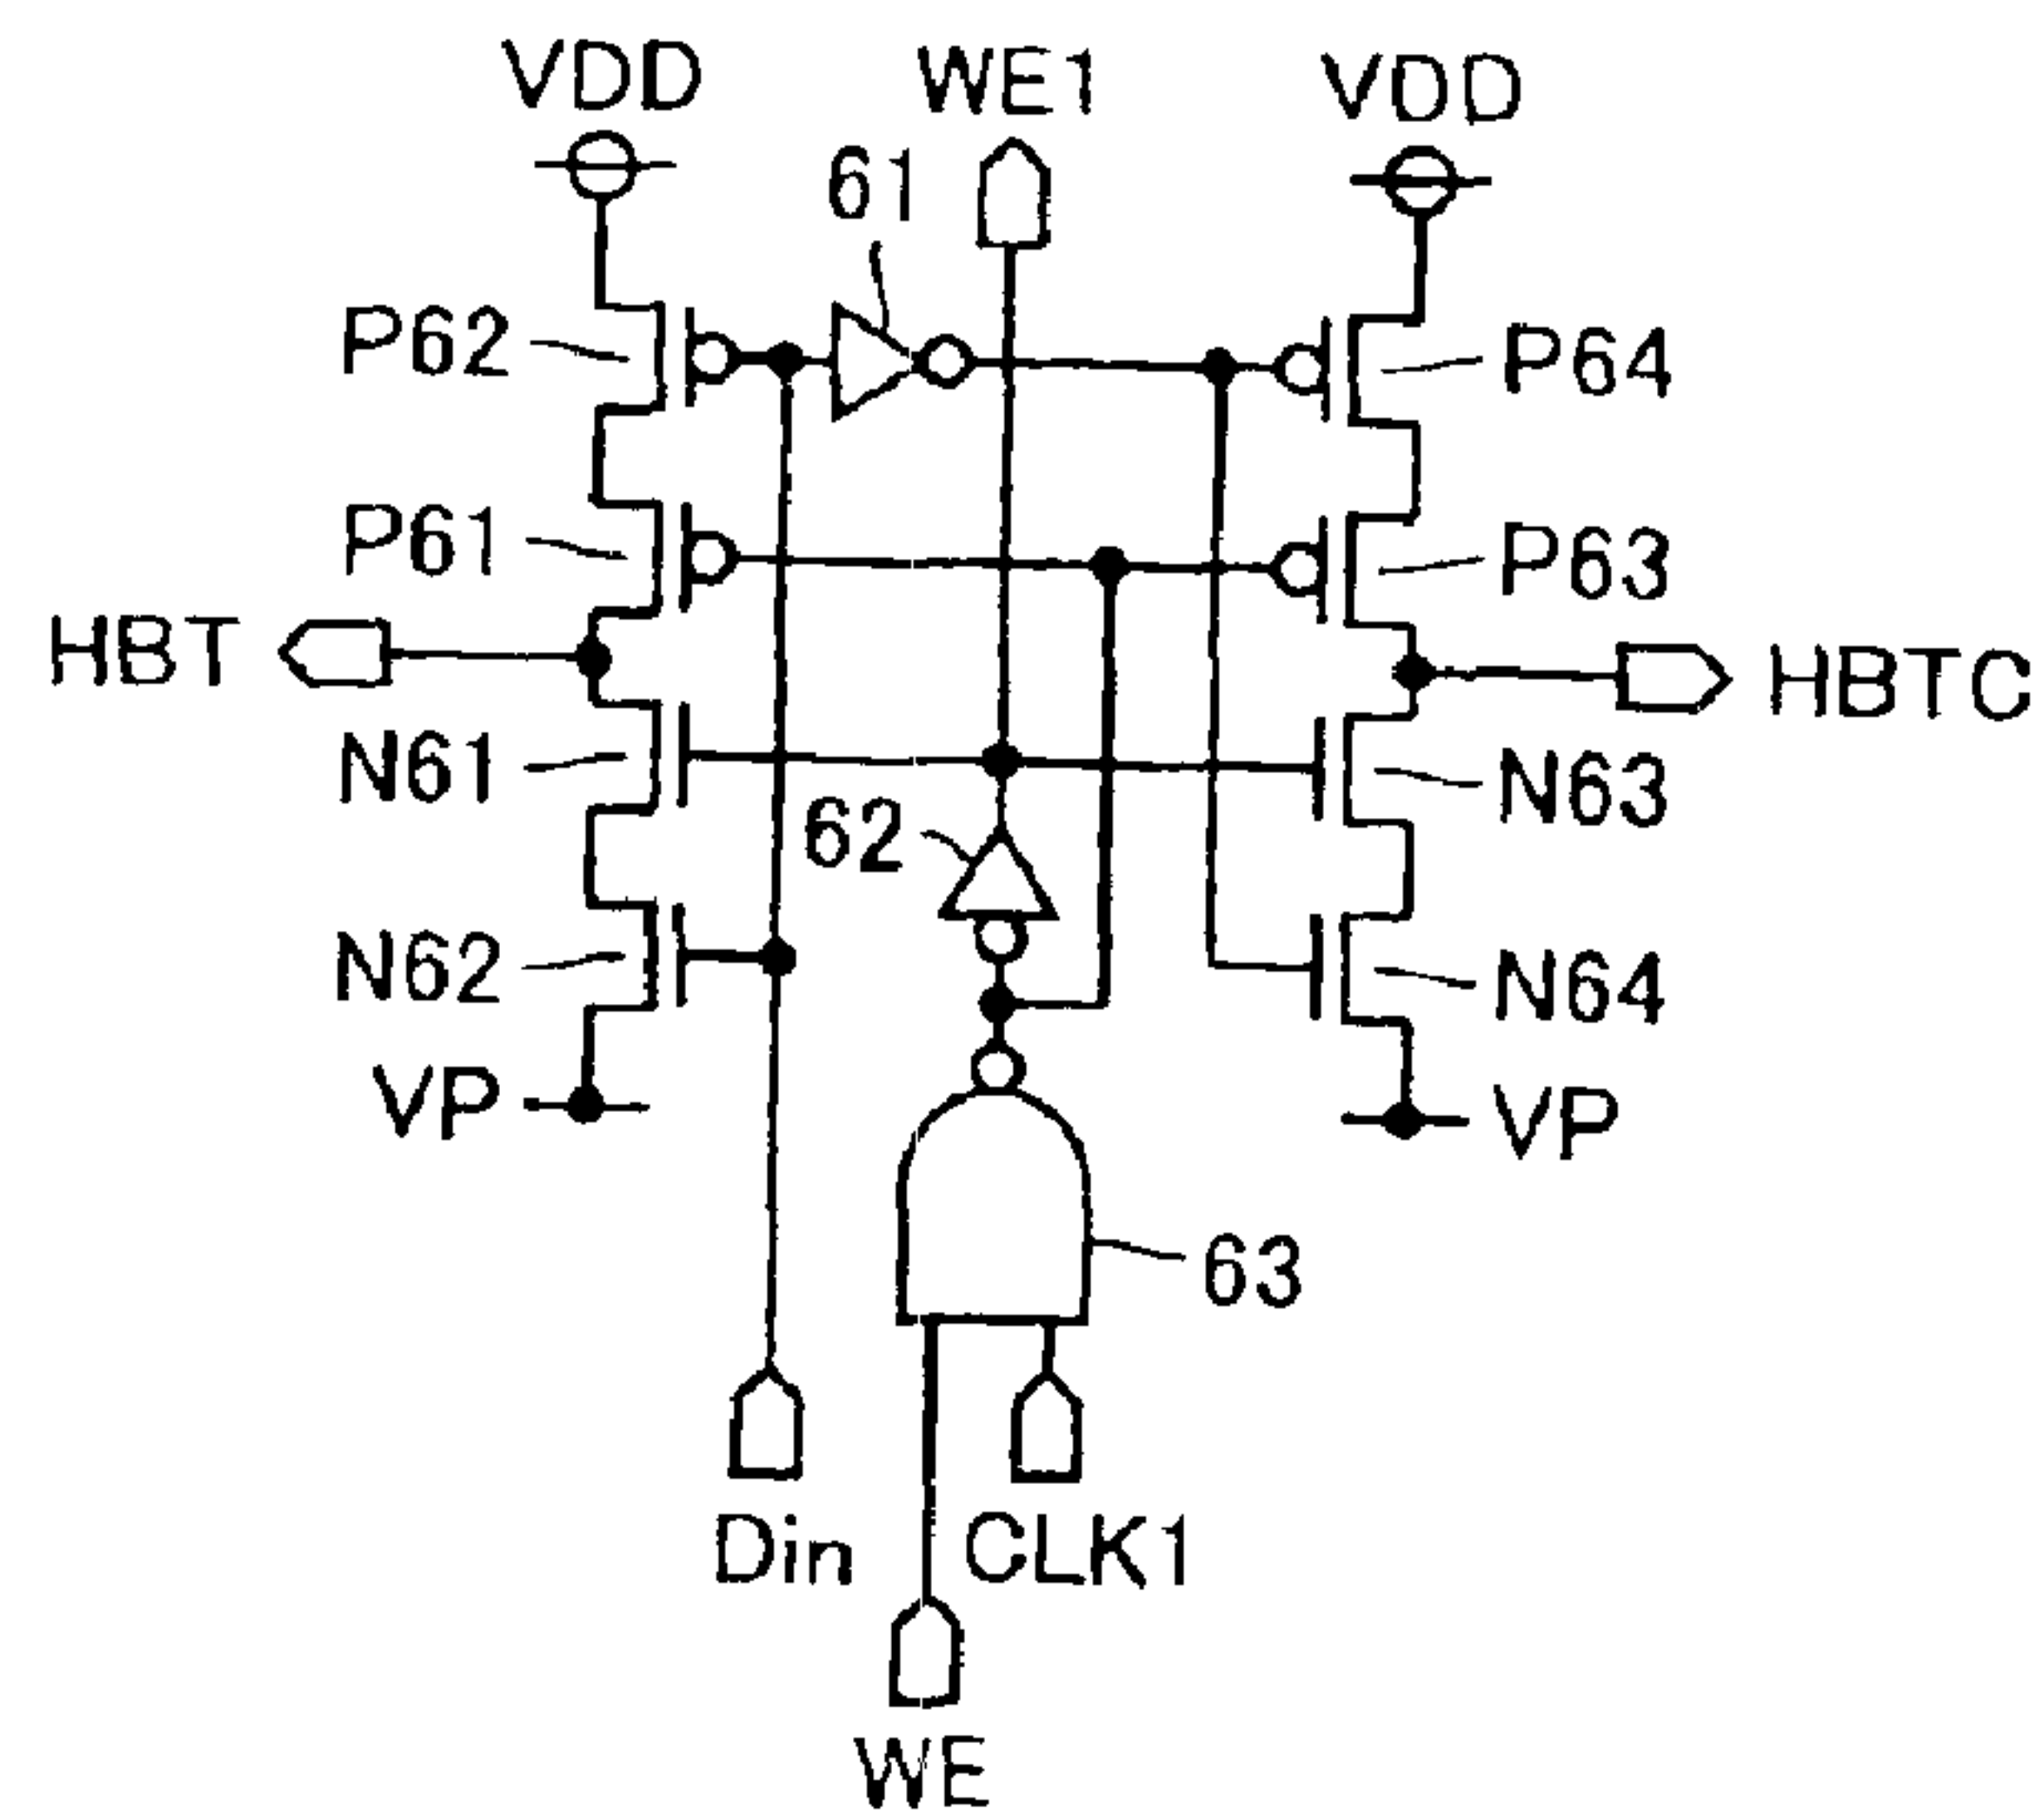 VDD
WE1
VDD
61
P62
P64
P61
P63
HBT
HBTC
N61
N63
62
N62
N64
VP
VP
63
Din
CLK1
WE